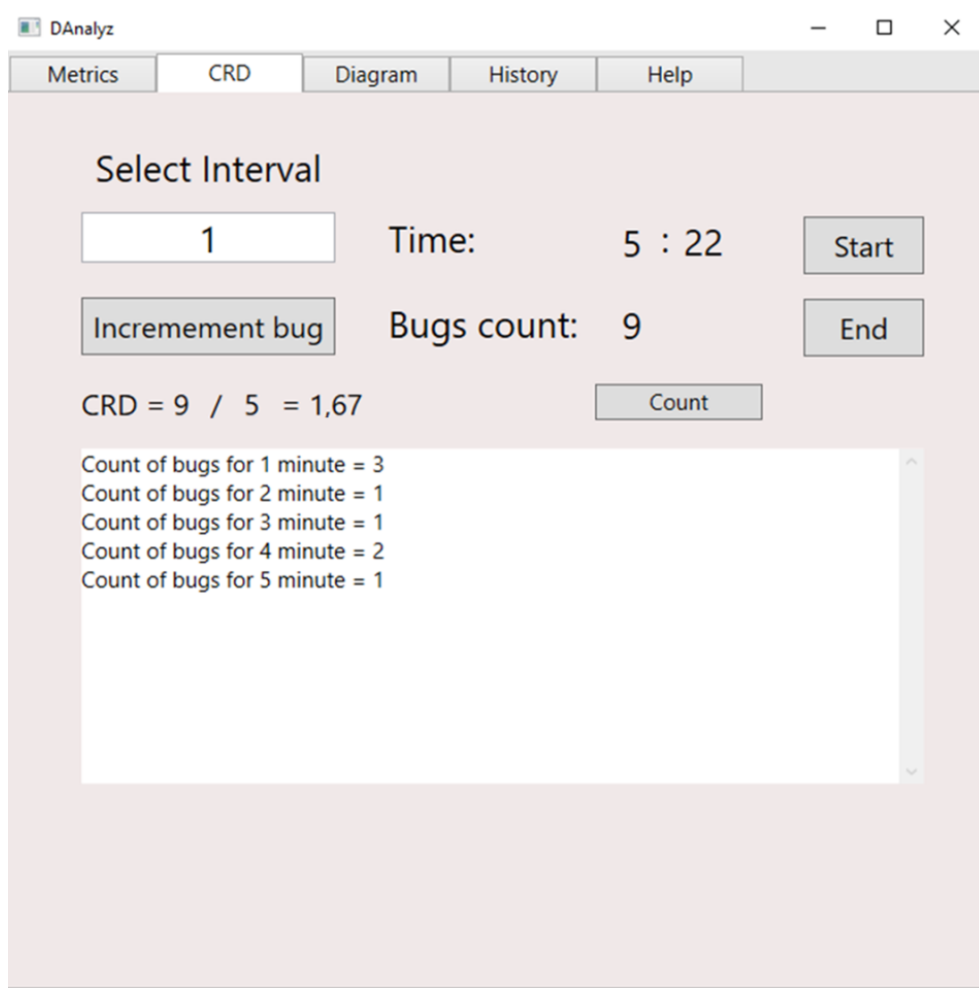 DAnalyz
Metrics CRD Diagram History Help
Select Interval
1 Time: 5 : 22 Start
Incremement bug Bugs count: 9 End
CRD = 9 / 5 = 1,67 Count
Count of bugs for 1 minute = 3
Count of bugs for 2 minute = 1
Count of bugs for 3 minute = 1
Count of bugs for 4 minute = 2
Count of bugs for 5 minute = 1